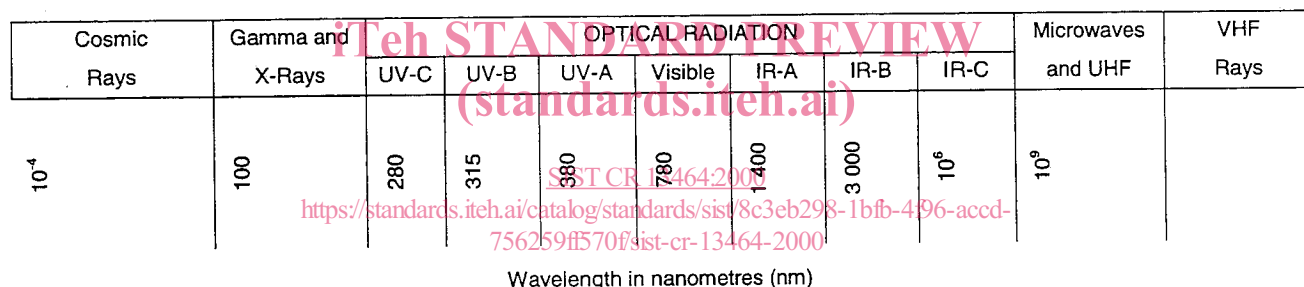 Cosmic Gamma and OPTICAL RADIATION Microwaves VHF
iTeh STANDARD PREVIEW
Rays X-Rays UV-C UV-B UV-A Visible IR-A IR-B IR-C and UHF Rays
(standards.iteh.ai)
10⁻⁴ 100 280 315 380 780 1 400 3 000 10⁶ 10⁹
SIST CR 13464:2000
https://standards.iteh.ai/catalog/standards/sist/8c3eb298-1bfb-4f96-accd-
756259ff570f/sist-cr-13464-2000
Wavelength in nanometres (nm)